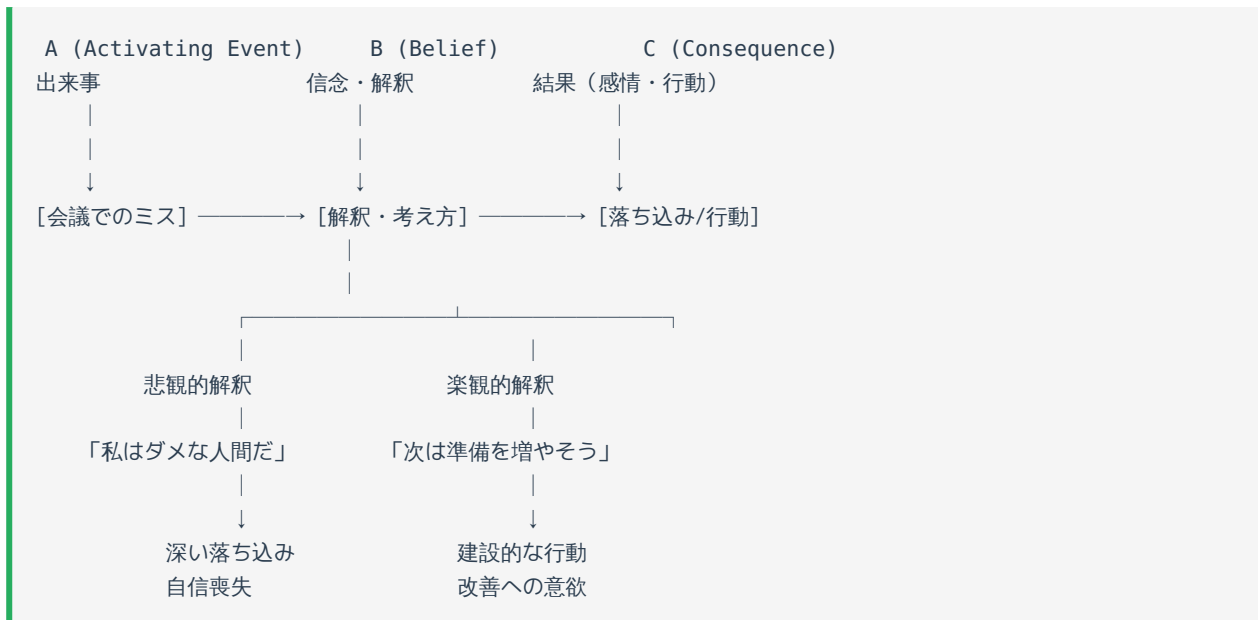 A (Activating Event) B (Belief) C (Consequence)
出来事 信念・解釈 結果（感情・行動）
[会議でのミス] ────→ [解釈・考え方] ────→ [落ち込み/行動]
悲観的解釈 楽観的解釈
「私はダメな人間だ」 「次は準備を増やそう」
深い落ち込み 建設的な行動
自信喪失 改善への意欲